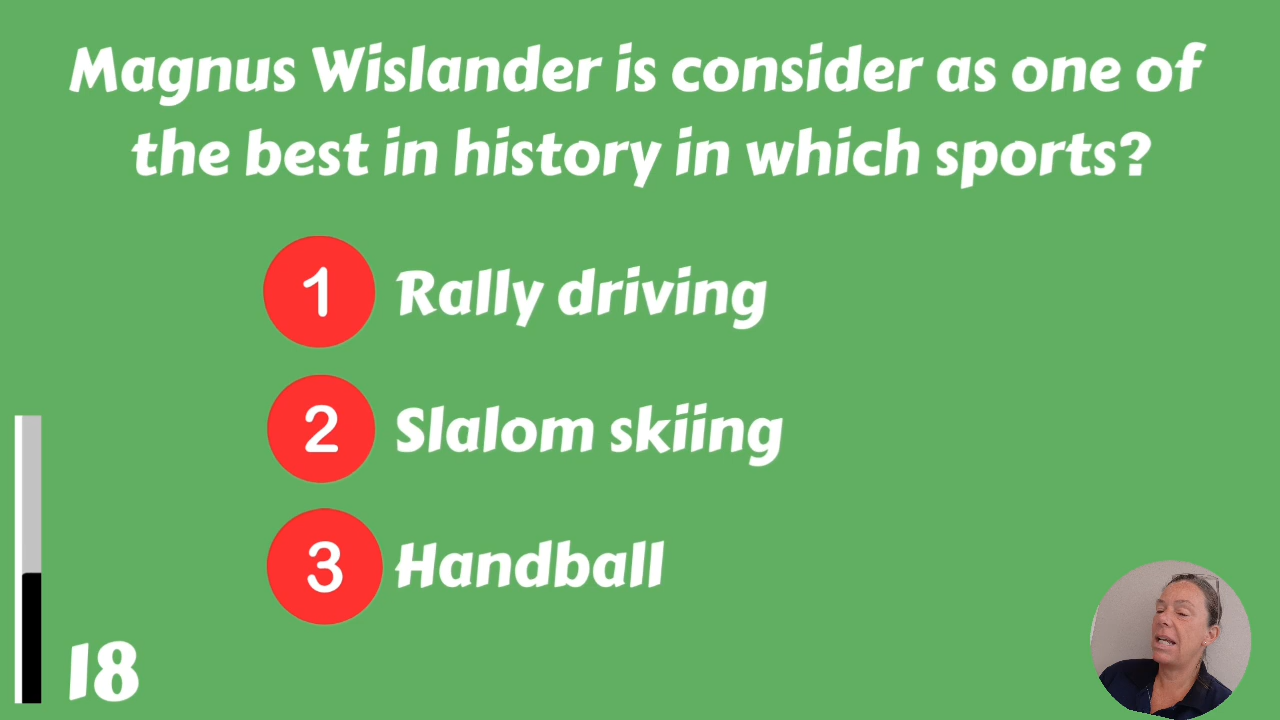 Magnus Wislander is consider as one of
the best in history in which sports?
1 Rally driving
2 Slalom skiing
3 Handball
18